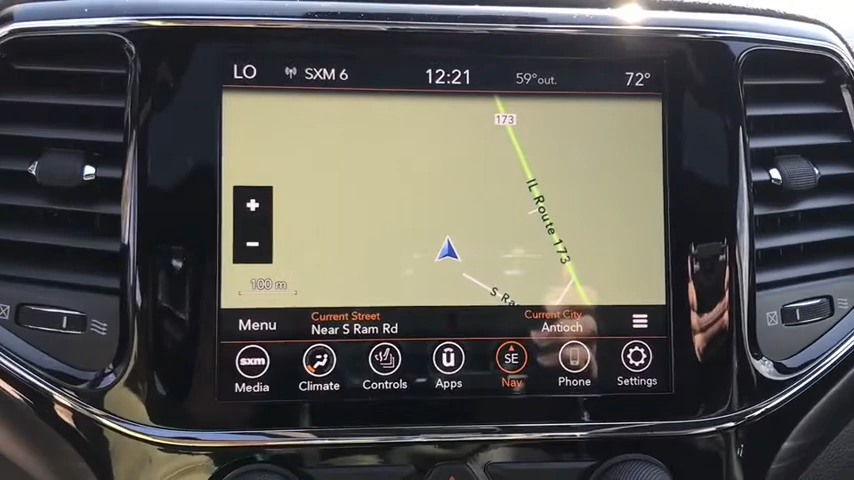 LO SXM 6 12:21 59° out. 72°
173
IL Route 173
+
-
100 m
S Ra
Menu Current Street Current City
Near S Ram Rd Antioch
sxm SE
Media Climate Controls Apps Nav Phone Settings